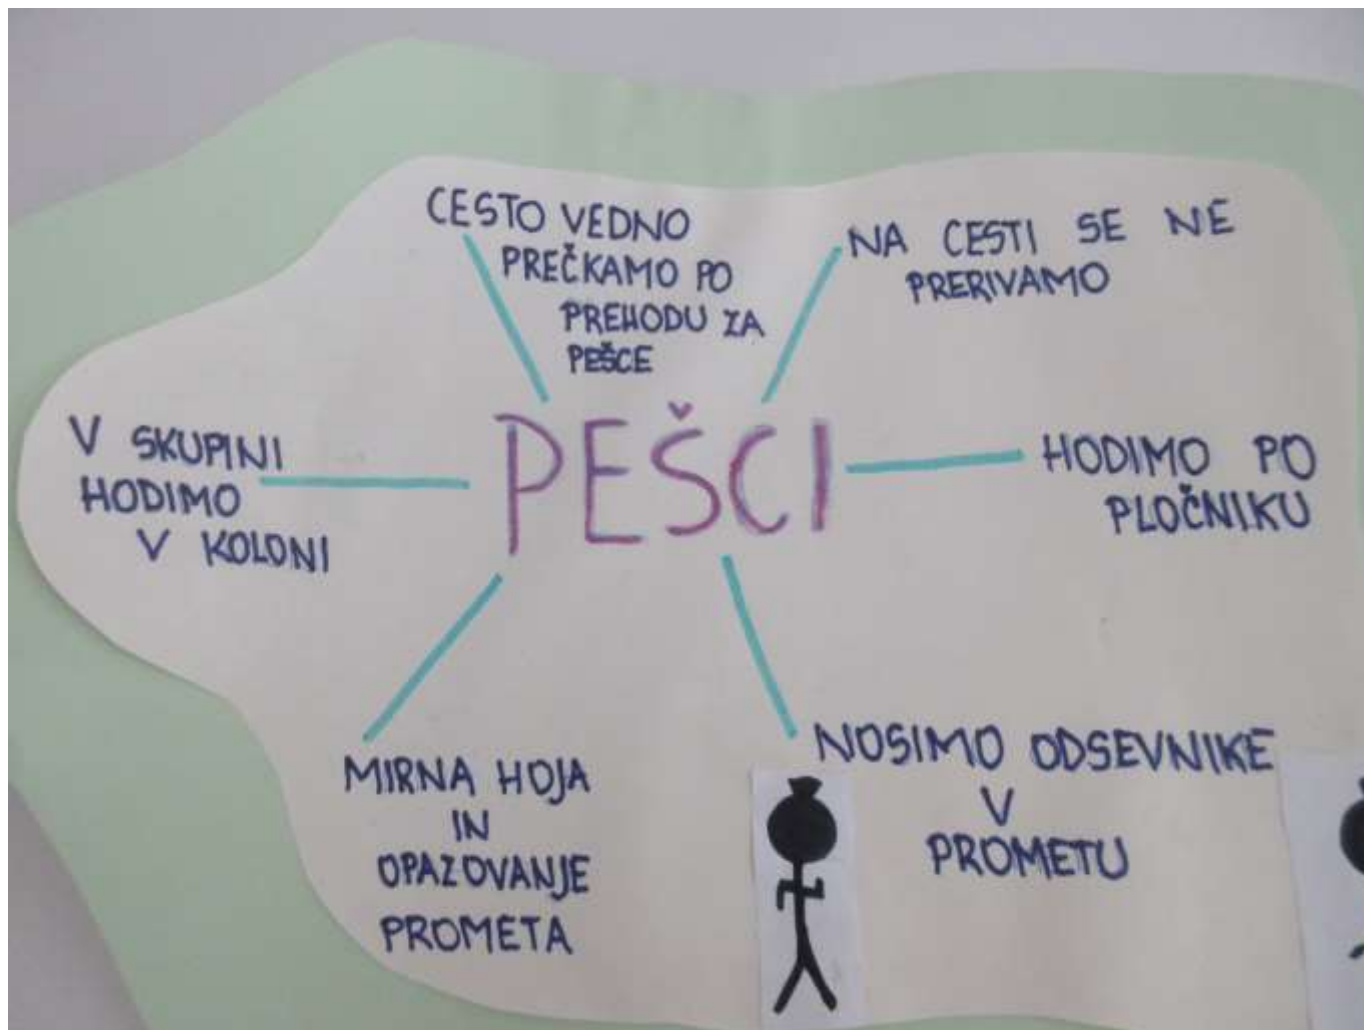 CESTO VEDNO
PREČKAMO PO
PREHODU ZA
PEŠCE
NA CESTI SE NE
PRERIVAMO
V SKUPINI
HODIMO
V KOLONI
PEŠCI
HODIMO PO
PLOČNIKU
MIRNA HOJA
IN
OPAZOVANJE
PROMETA
NOSIMO ODSEVNIKE
V
PROMETU